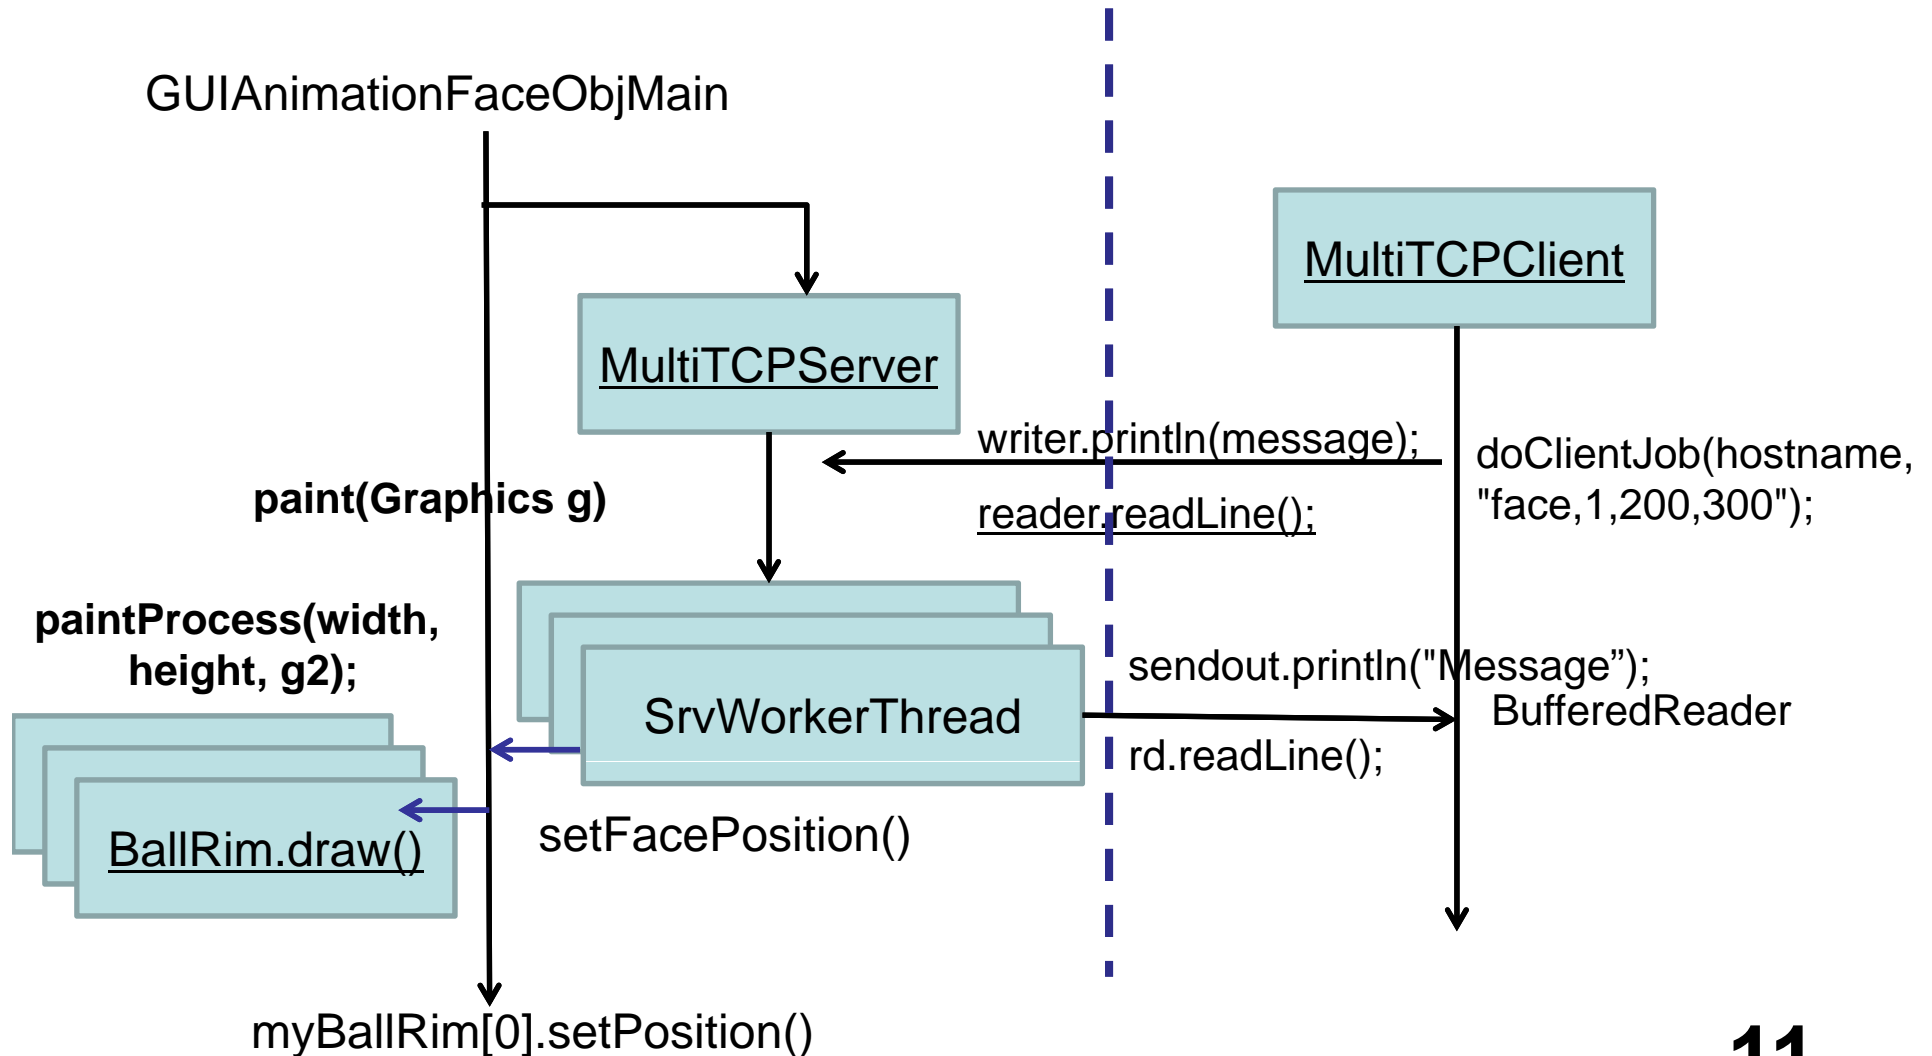 GUIAnimationFaceObjMain
MultiTCPClient
MultiTCPServer
writer.println(message);
doClientJob(hostname,
"face,1,200,300");
paint(Graphics g)
reader.readLine();
paintProcess(width,
height, g2);
sendout.println("Message”);
SrvWorkerThread
BufferedReader
rd.readLine();
BallRim.draw()
setFacePosition()
myBallRim[0].setPosition()
11